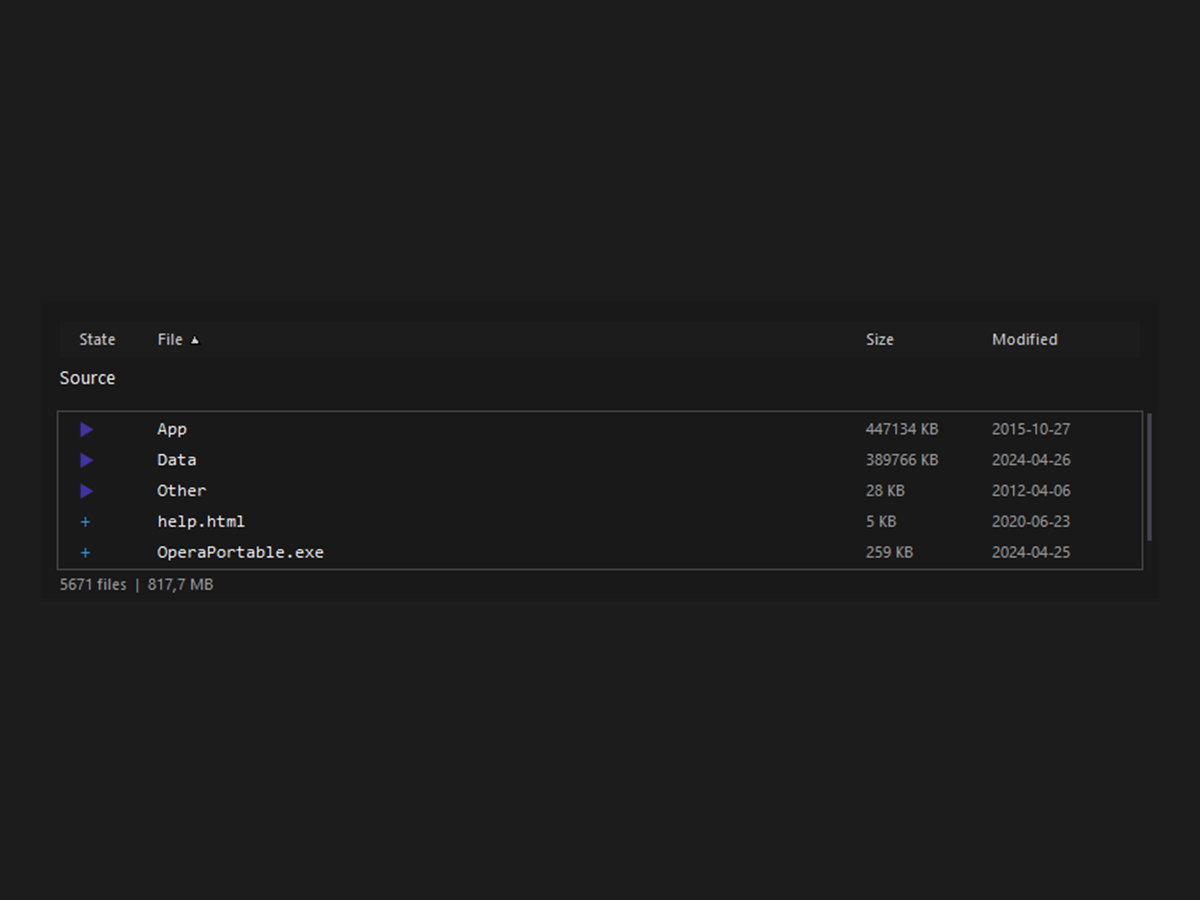 State File ▲ Size Modified
Source
App 447134 KB 2015-10-27
Data 389766 KB 2024-04-26
Other 28 KB 2012-04-06
+ help.html 5 KB 2020-06-23
+ OperaPortable.exe 259 KB 2024-04-25
5671 files | 817,7 MB